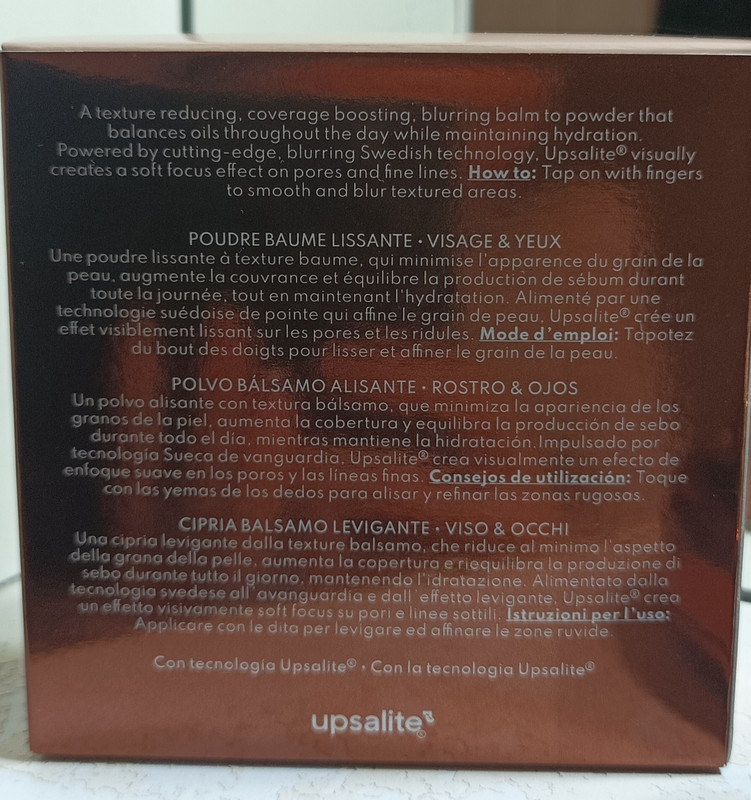 A texture reducing, coverage boosting, blurring balm to powder that
balances oils throughout the day while maintaining hydration.
Powered by cutting-edge, blurring Swedish technology, Upsalite® visually
creates a soft focus effect on pores and fine lines. How to: Tap on with fingers
to smooth and blur textured areas.
POUDRE BAUME LISSANTE • VISAGE & YEUX
Une poudre lissante à texture baume, qui minimise l'apparence du grain de la
peau, augmente la couvrance et équilibre la production de sébum durant
toute la journée, tout en maintenant l'hydratation. Alimenté par une
technologie suédoise de pointe qui affine le grain de peau, Upsalite® crée un
effet visiblement lissant sur les pores et les ridules. Mode d'emploi: Tapotez
du bout des doigts pour lisser et affiner le grain de la peau.
POLVO BÁLSAMO ALISANTE • ROSTRO & OJOS
Un polvo alisante con textura bálsamo, que minimiza la apariencia de los
granos de la piel, aumenta la cobertura y equilibra la producción de sebo
durante todo el día, mientras mantiene la hidratación. Impulsado por
tecnología Sueca de vanguardia, Upsalite® crea visualmente un efecto de
enfoque suave en los poros y las líneas finas. Consejos de utilización: Toque
con las yemas de los dedos para alisar y refinar las zonas rugosas.
CIPRIA BALSAMO LEVIGANTE • VISO & OCCHI
Una cipria levigante dalla texture balsamo, che riduce al minimo l'aspetto
della grana della pelle, aumenta la copertura e riequilibra la produzione di
sebo durante tutto il giorno, mantenendo l'idratazione. Alimentato dalla
tecnologia svedese all'avanguardia e dall'effetto levigante, Upsalite® crea
un effetto visivamente soft focus su pori e linee sottili. Istruzioni per l'uso:
Applicare con le dita per levigare ed affinare le zone ruvide.
Con tecnologia Upsalite® • Con la tecnologia Upsalite®
upsalite®